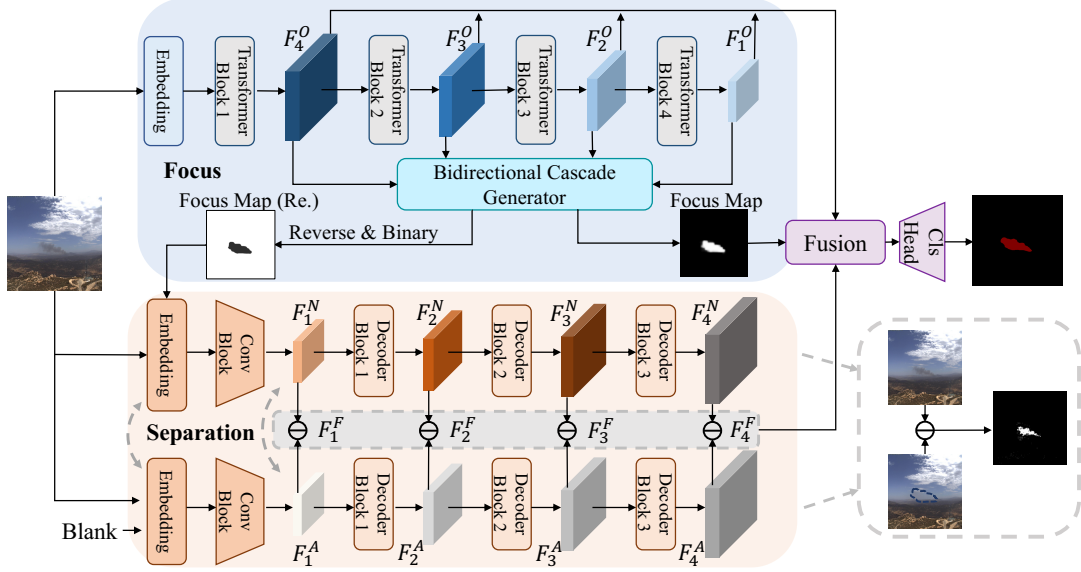 F_4^O
F_3^O
F_2^O
F_1^O
Embedding
Transformer
Block 1
Transformer
Block 2
Transformer
Block 3
Transformer
Block 4
Focus
Bidirectional Cascade
Generator
Focus Map (Re.)
Reverse & Binary
Focus Map
Fusion
Cls
Head
Embedding
Conv
Block
F_1^N
Decoder
Block 1
F_2^N
Decoder
Block 2
F_3^N
Decoder
Block 3
F_4^N
Separation
F_1^F
F_2^F
F_3^F
F_4^F
Embedding
Conv
Block
Decoder
Block 1
Decoder
Block 2
Decoder
Block 3
Blank
F_1^A
F_2^A
F_3^A
F_4^A